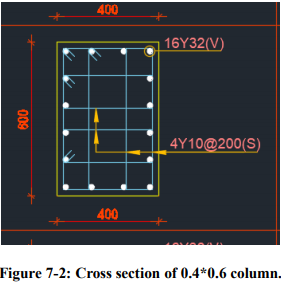 400
16Y32(V)
600
4Y10@200(S)
400
Figure 7-2: Cross section of 0.4*0.6 column.